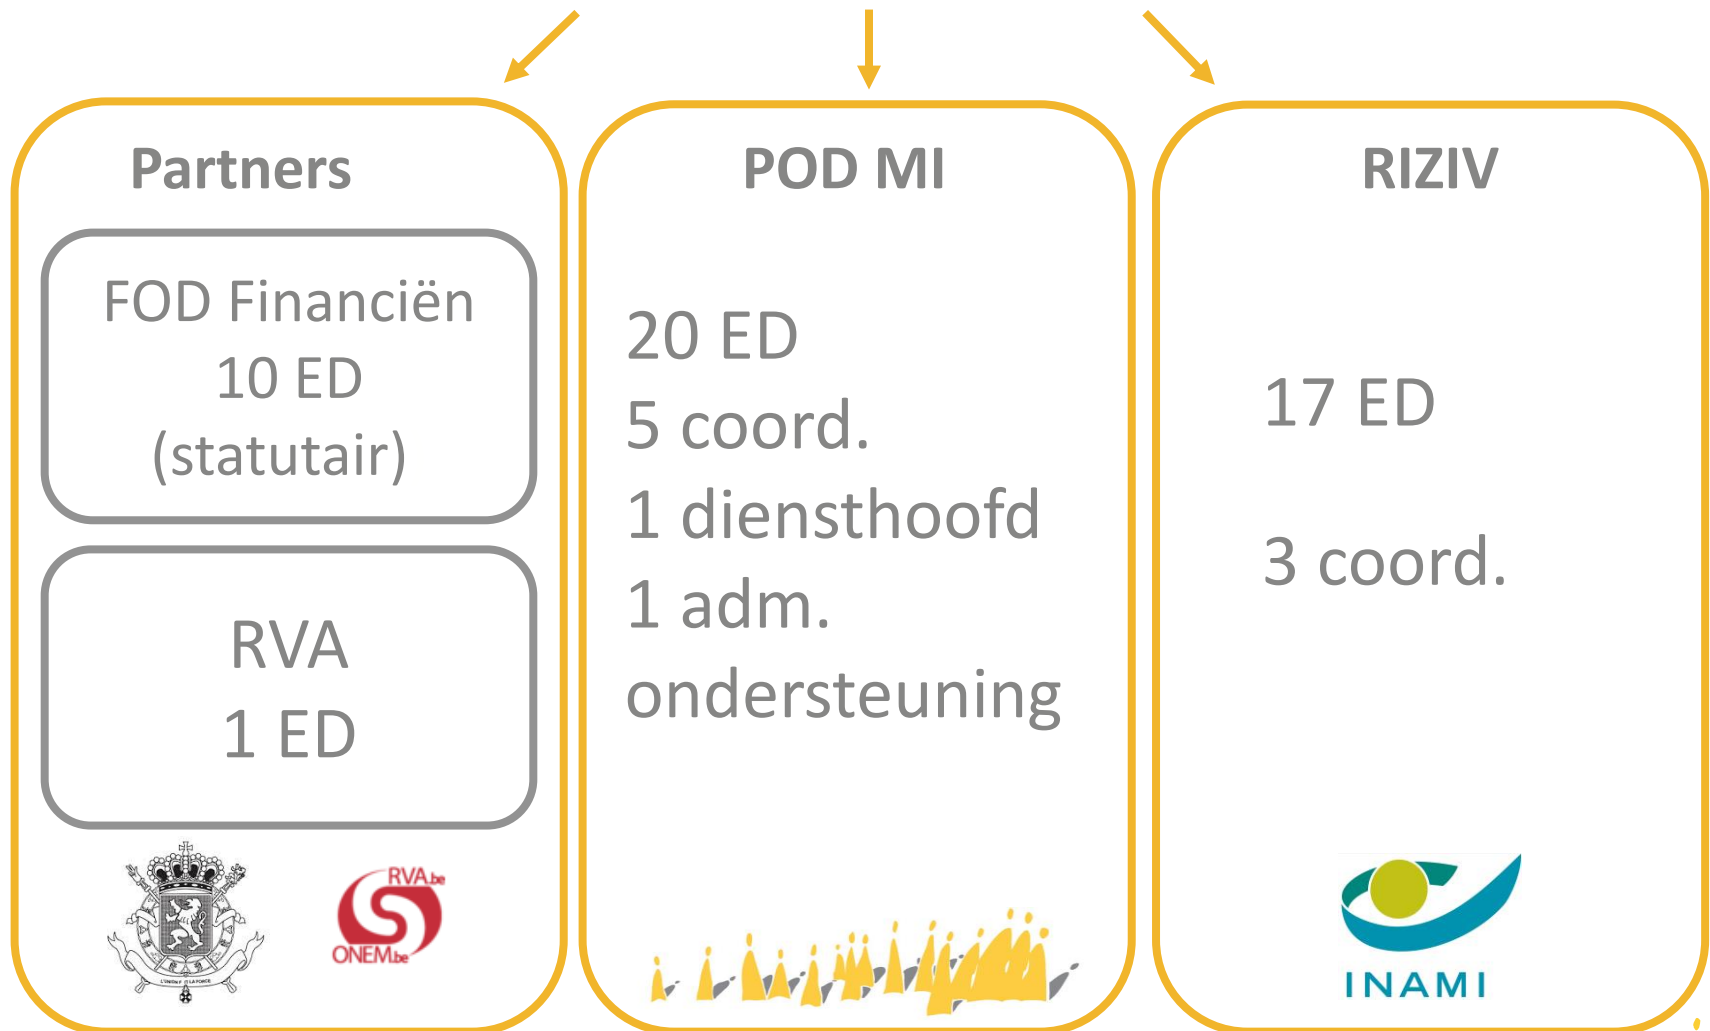 Partners
FOD Financiën
10 ED
(statutair)
RVA
1 ED
RVA.be
ONEM.be
POD MI
20 ED
5 coord.
1 diensthoofd
1 adm.
ondersteuning
RIZIV
17 ED
3 coord.
INAMI